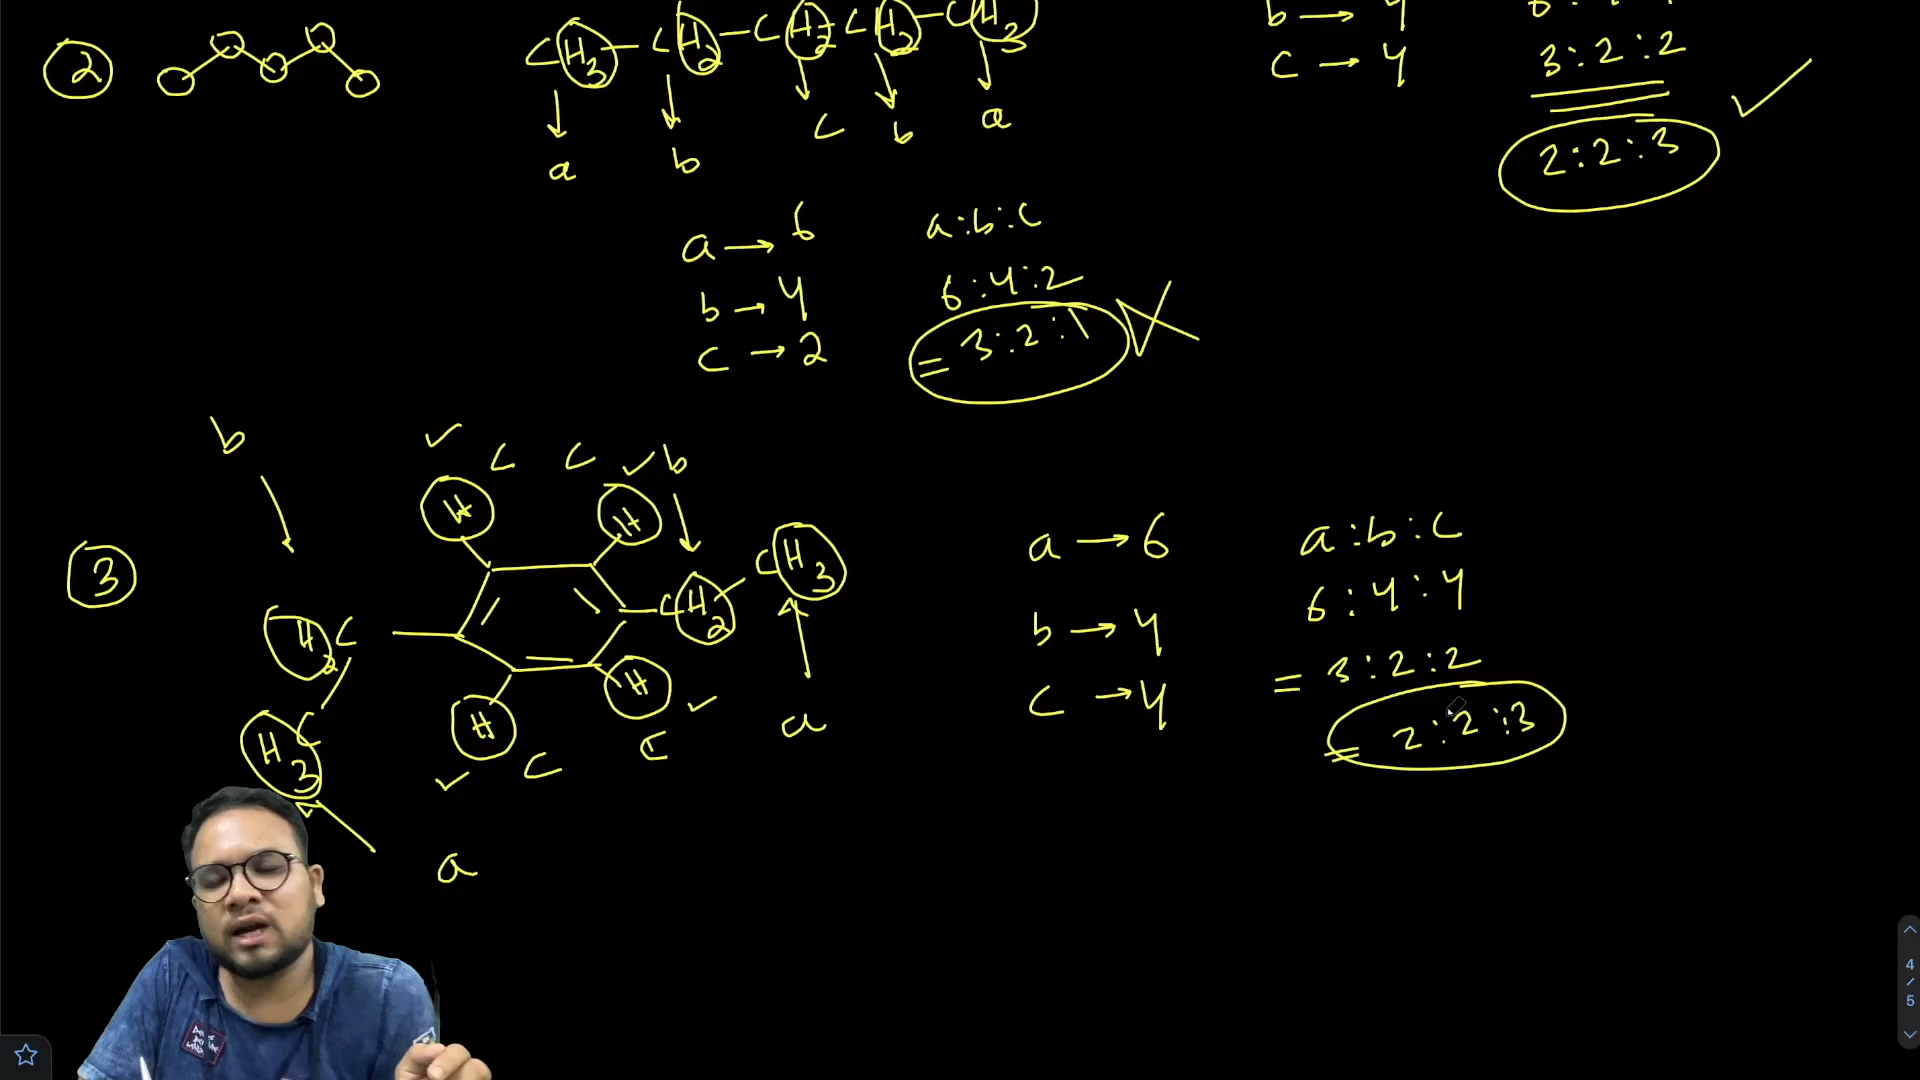 ②
CH3 — CH2 — CH2 CH2 — CH3
a b c b a
b → 4
c → 4
3 : 2 : 2
2 : 2 : 3
a → 6
b → 4
c → 2
a : b : c
6 : 4 : 2
= 3 : 2 : 1
③
b
C C b
H H
CH2 CH3
H2C
H3C
H H
C C a
a
a → 6
b → 4
c → 4
a : b : c
6 : 4 : 4
= 3 : 2 : 2
= 2 : 2 : 3
4
/
5